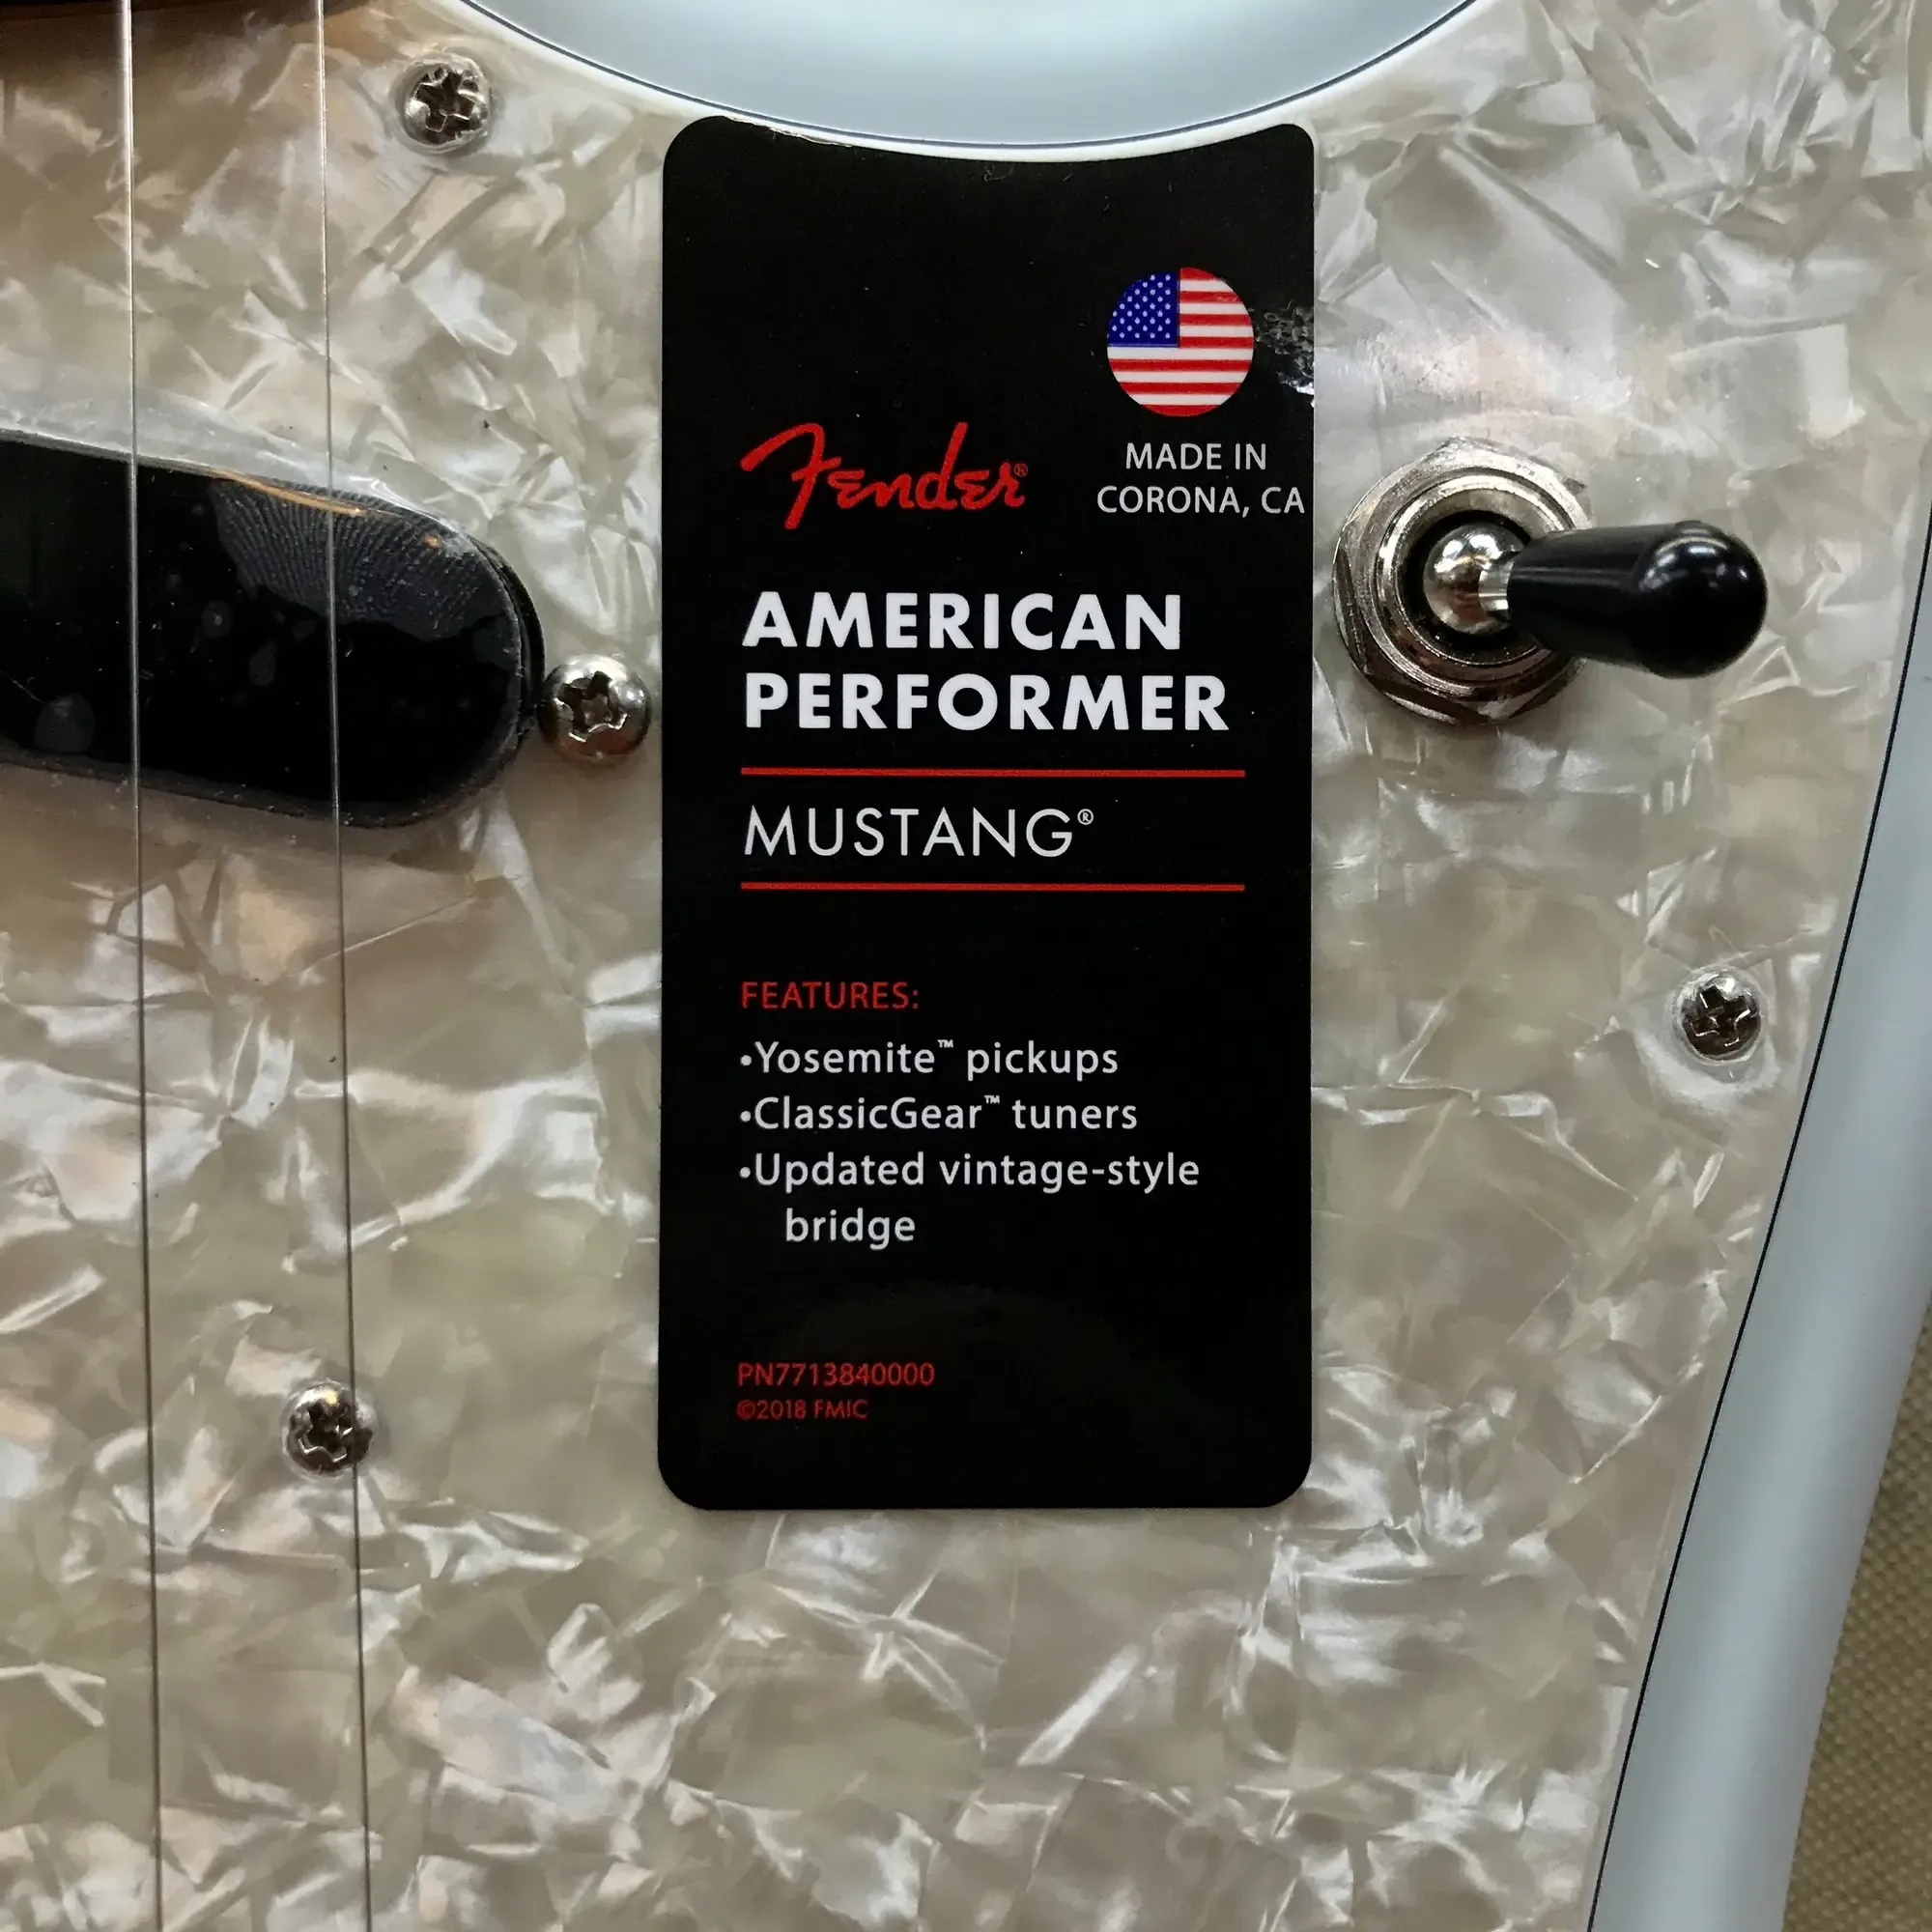 MADE IN
CORONA, CA
Fender®
AMERICAN
PERFORMER
MUSTANG®
FEATURES:
•Yosemite™ pickups
•ClassicGear™ tuners
•Updated vintage-style
bridge
PN7713840000
©2018 FMIC